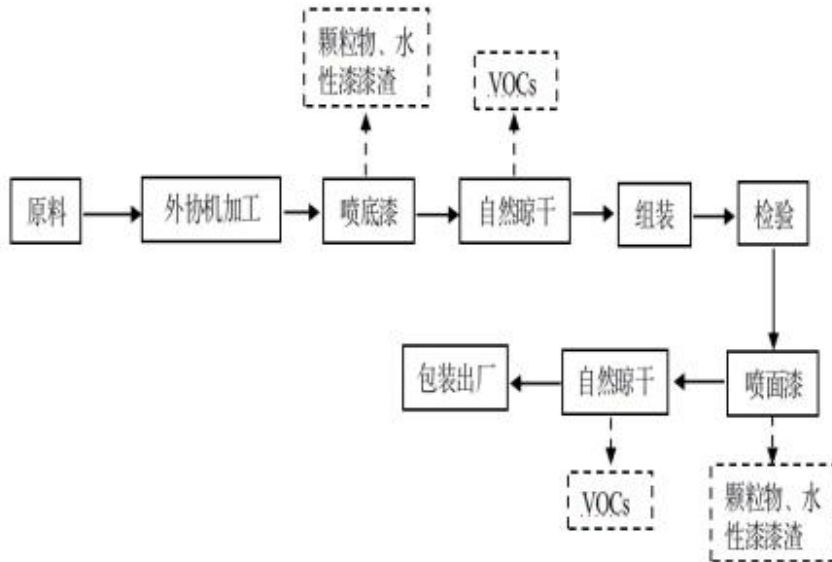 颗粒物、水
性漆漆渣
VOCs
原料
外协机加工
喷底漆
自然晾干
组装
检验
包装出厂
自然晾干
喷面漆
VOCs
颗粒物、水
性漆漆渣